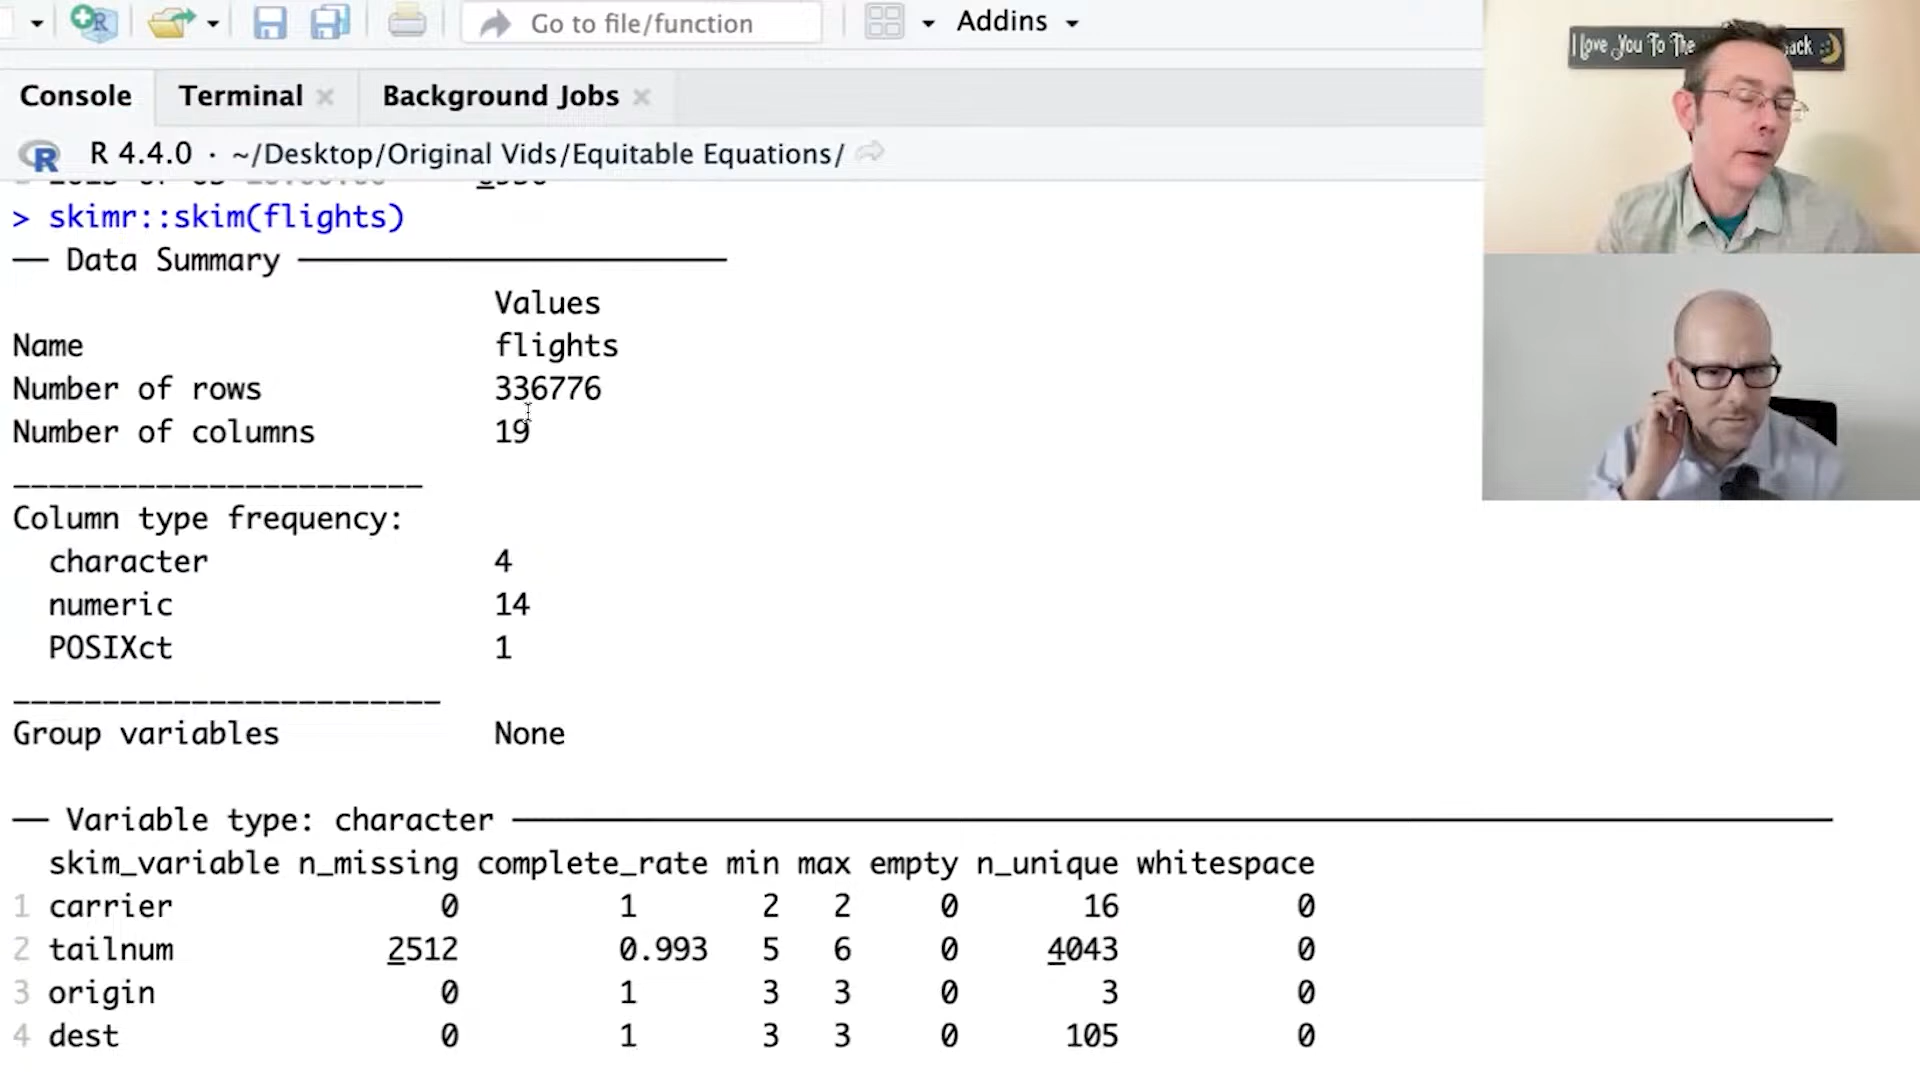 Go to file/function
Addins
Console Terminal Background Jobs
R 4.4.0 · ~/Desktop/Original Vids/Equitable Equations/
> skimr::skim(flights)
── Data Summary ────────────────────────
Values
Name flights
Number of rows 336776
Number of columns 19
_______________________
Column type frequency:
character 4
numeric 14
POSIXct 1
________________________
Group variables None
── Variable type: character ────────────────────────
skim_variable n_missing complete_rate min max empty n_unique whitespace
1 carrier 0 1 2 2 0 16 0
2 tailnum 2512 0.993 5 6 0 4043 0
3 origin 0 1 3 3 0 3 0
4 dest 0 1 3 3 0 105 0
I Love You To The